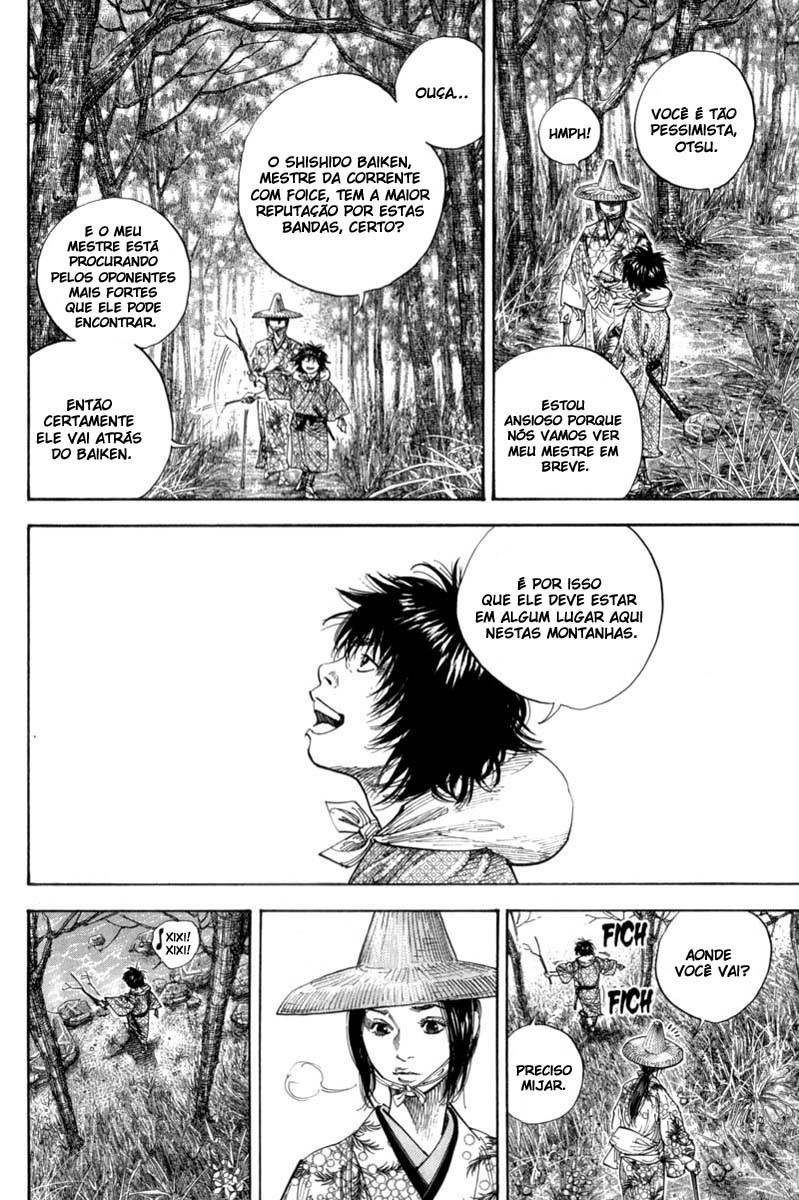 VOCÊ É TÃO
PESSIMISTA,
OTSU.
HMPH!
ESTOU
ANSIOSO PORQUE
NÓS VAMOS VER
MEU MESTRE EM
BREVE.
OUÇA...
O SHISHIDO BAIKEN,
MESTRE DA CORRENTE
COM FOICE, TEM A MAIOR
REPUTAÇÃO POR ESTAS
BANDAS, CERTO?
E O MEU
MESTRE ESTÁ
PROCURANDO
PELOS OPONENTES
MAIS FORTES
QUE ELE PODE
ENCONTRAR.
ENTÃO
CERTAMENTE
ELE VAI ATRÁS
DO BAIKEN.
É POR ISSO
QUE ELE DEVE ESTAR
EM ALGUM LUGAR AQUI
NESTAS MONTANHAS.
AONDE
VOCÊ VAI?
FICH
FICH
PRECISO
MIJAR.
♪XIXI!
XIXI!